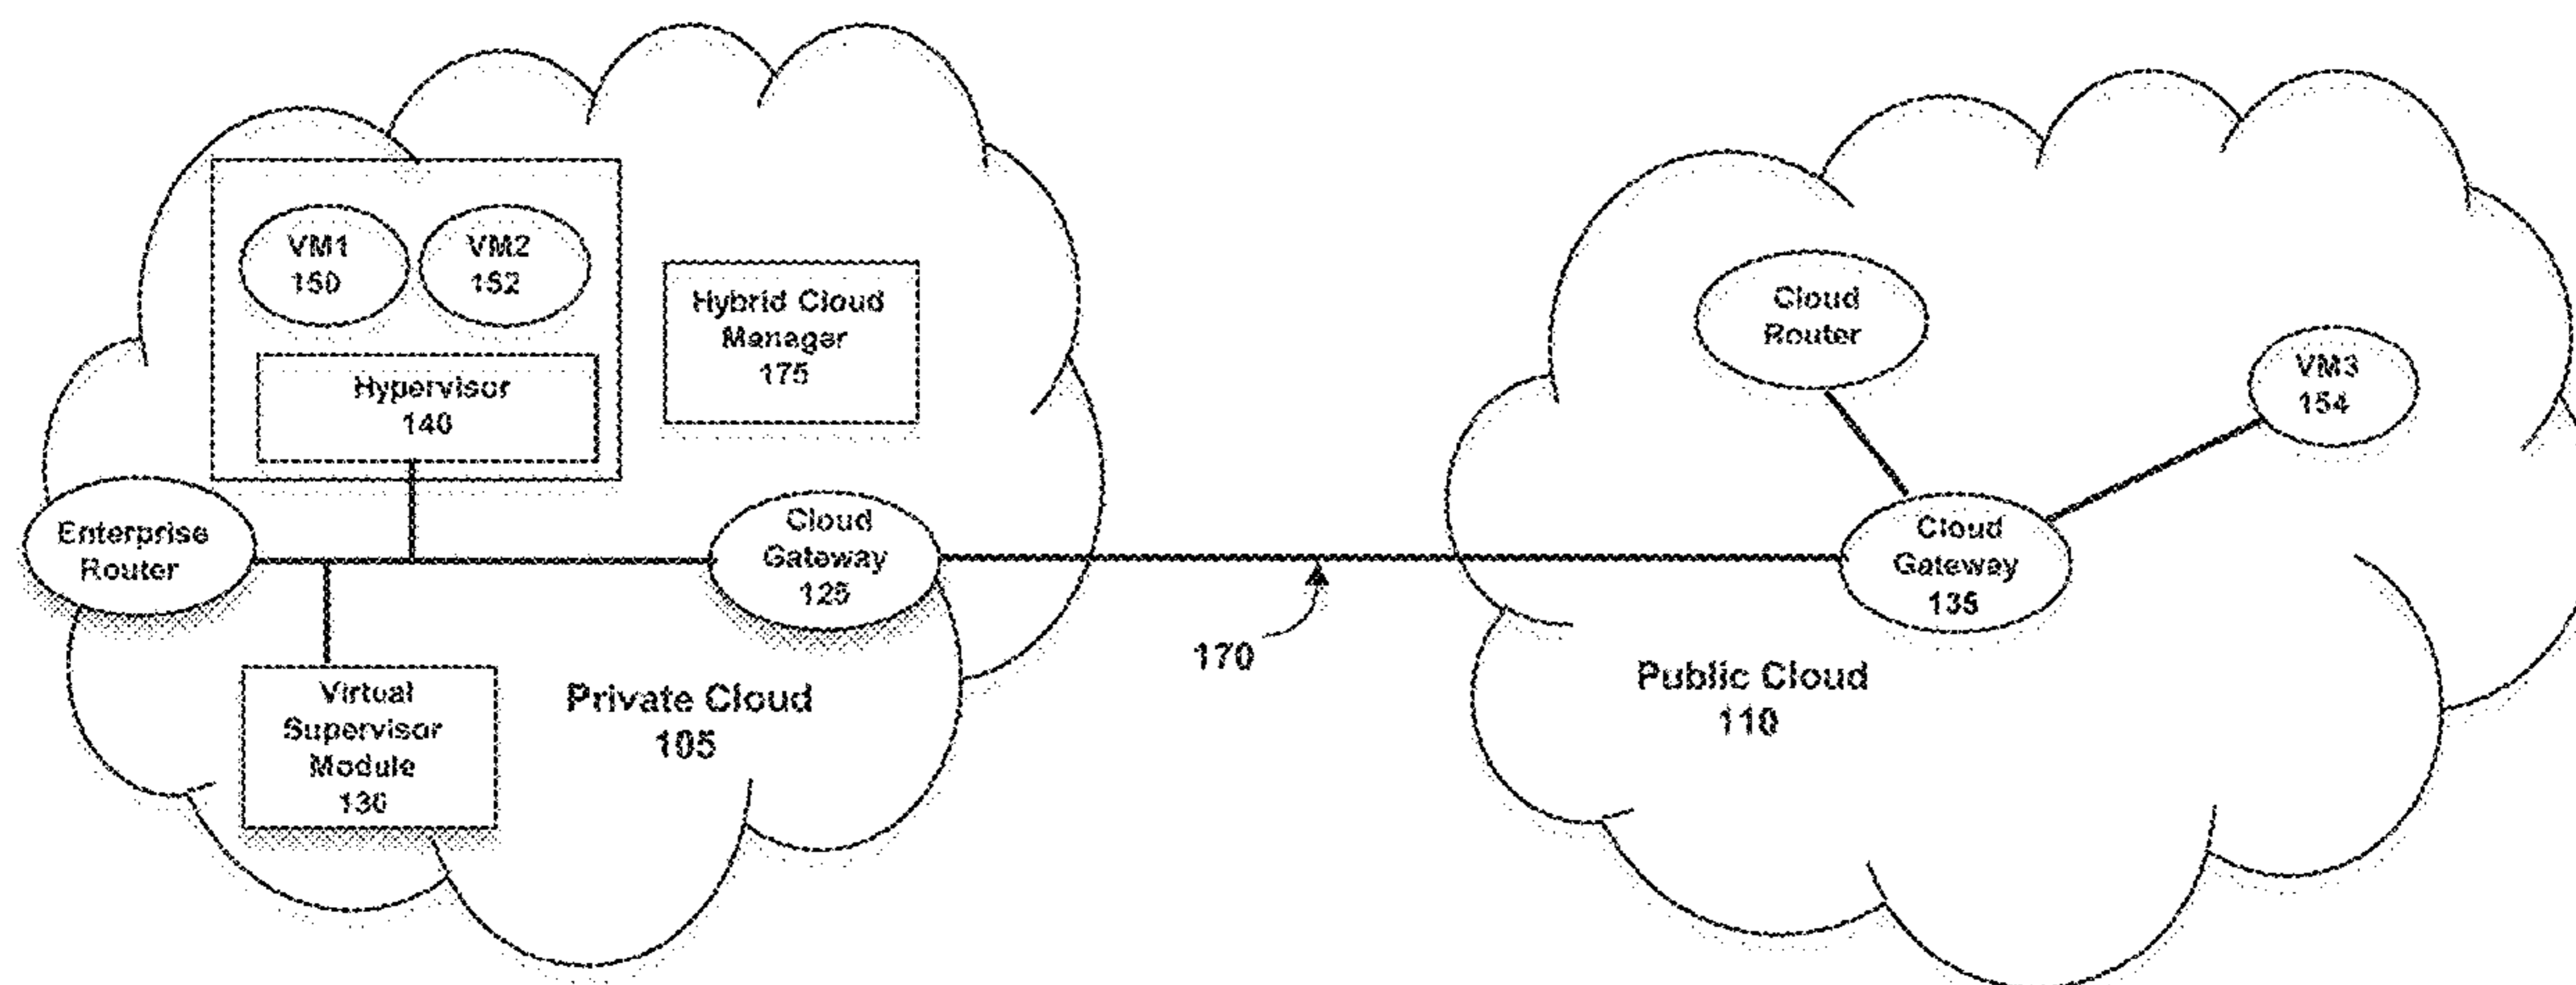 VM1
150
VM2
152
Hypervisor
140
Hybrid Cloud
Manager
175
Enterprise
Router
Cloud
Gateway
125
Virtual
Supervisor
Module
130
Private Cloud
105
170
Cloud
Router
VM3
154
Cloud
Gateway
135
Public Cloud
110